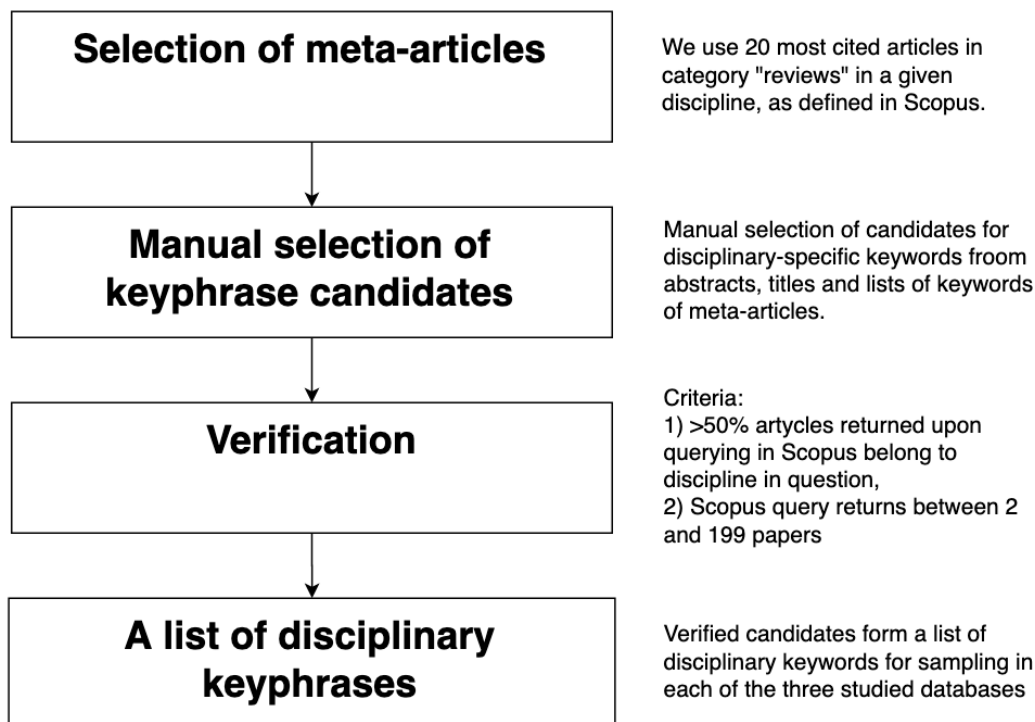 Selection of meta-articles
We use 20 most cited articles in
category "reviews" in a given
discipline, as defined in Scopus.
Manual selection of
keyphrase candidates
Manual selection of candidates for
disciplinary-specific keywords froom
abstracts, titles and lists of keywords
of meta-articles.
Verification
Criteria:
1) >50% artycles returned upon
querying in Scopus belong to
discipline in question,
2) Scopus query returns between 2
and 199 papers
A list of disciplinary
keyphrases
Verified candidates form a list of
disciplinary keywords for sampling in
each of the three studied databases